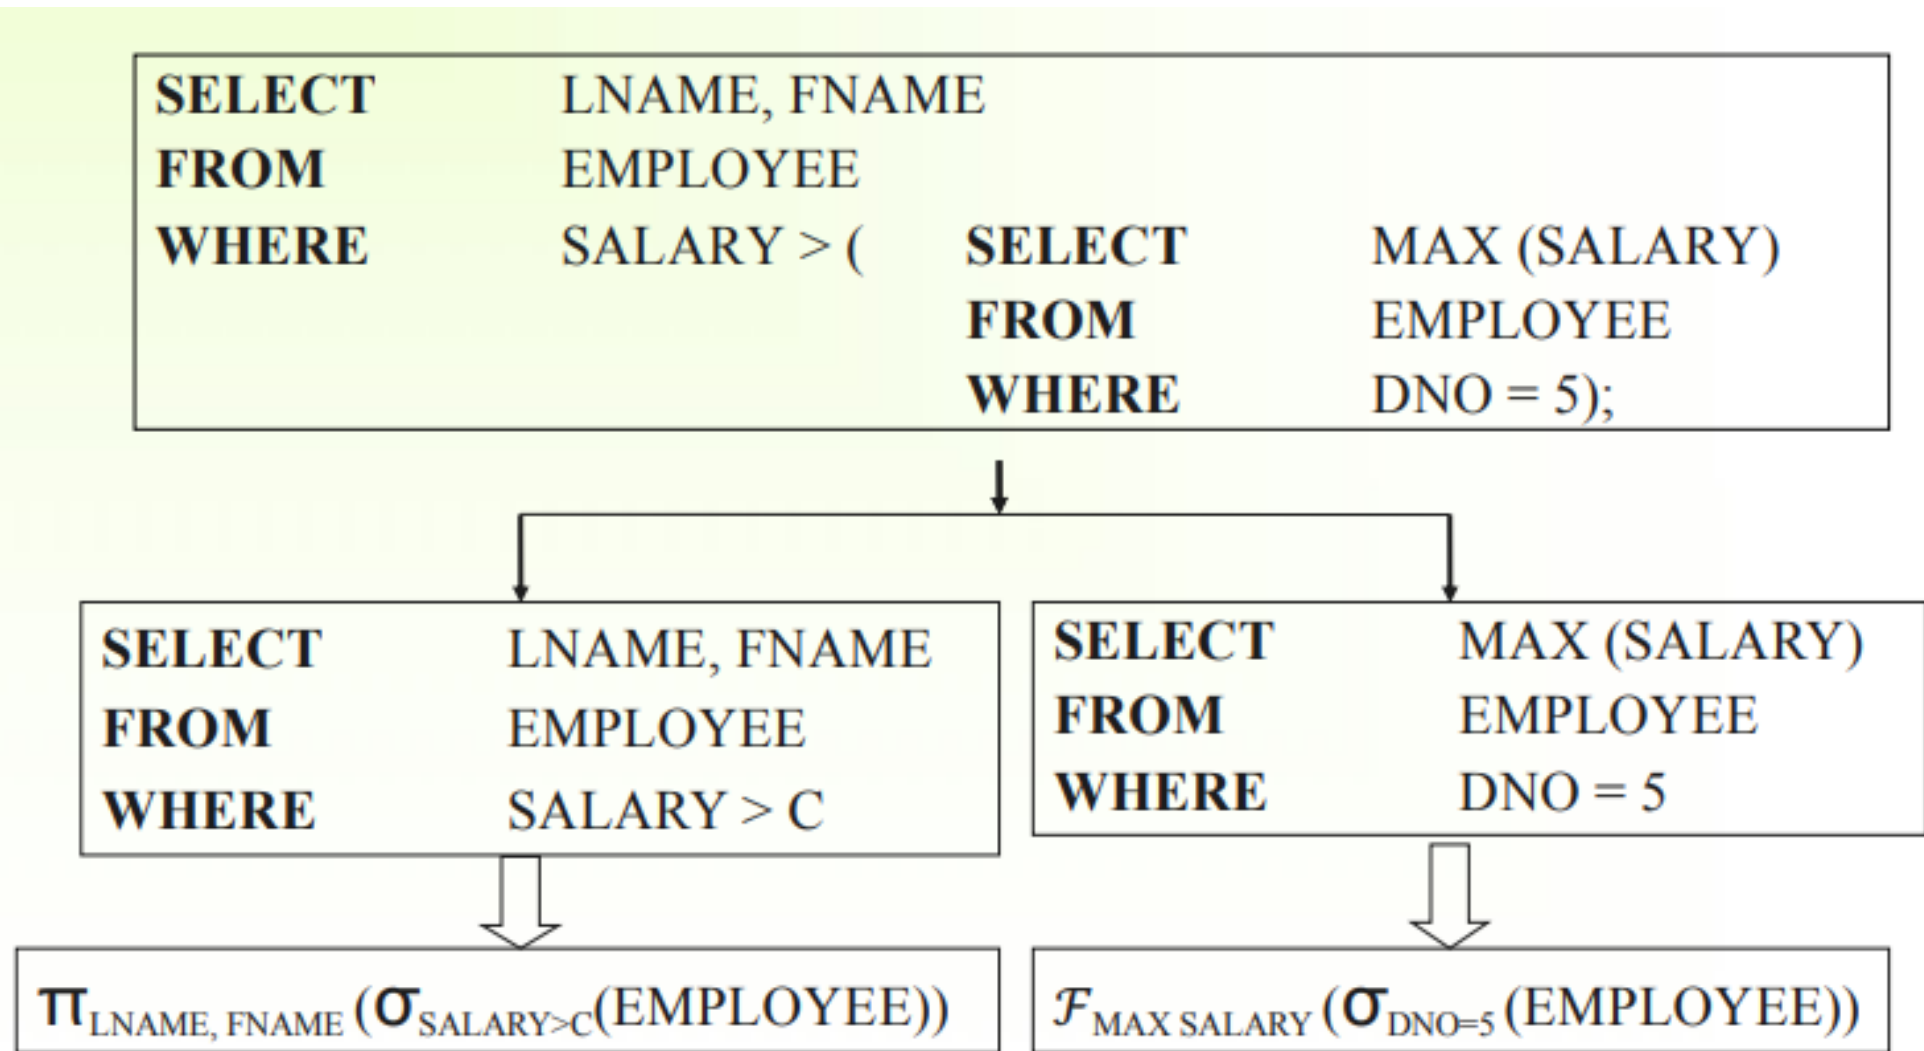 SELECT LNAME, FNAME
FROM EMPLOYEE
WHERE SALARY > ( SELECT MAX (SALARY)
FROM EMPLOYEE
WHERE DNO = 5);
SELECT LNAME, FNAME
FROM EMPLOYEE
WHERE SALARY > C
SELECT MAX (SALARY)
FROM EMPLOYEE
WHERE DNO = 5
π LNAME, FNAME (σ SALARY>C(EMPLOYEE))
ℱ MAX SALARY (σ DNO=5 (EMPLOYEE))